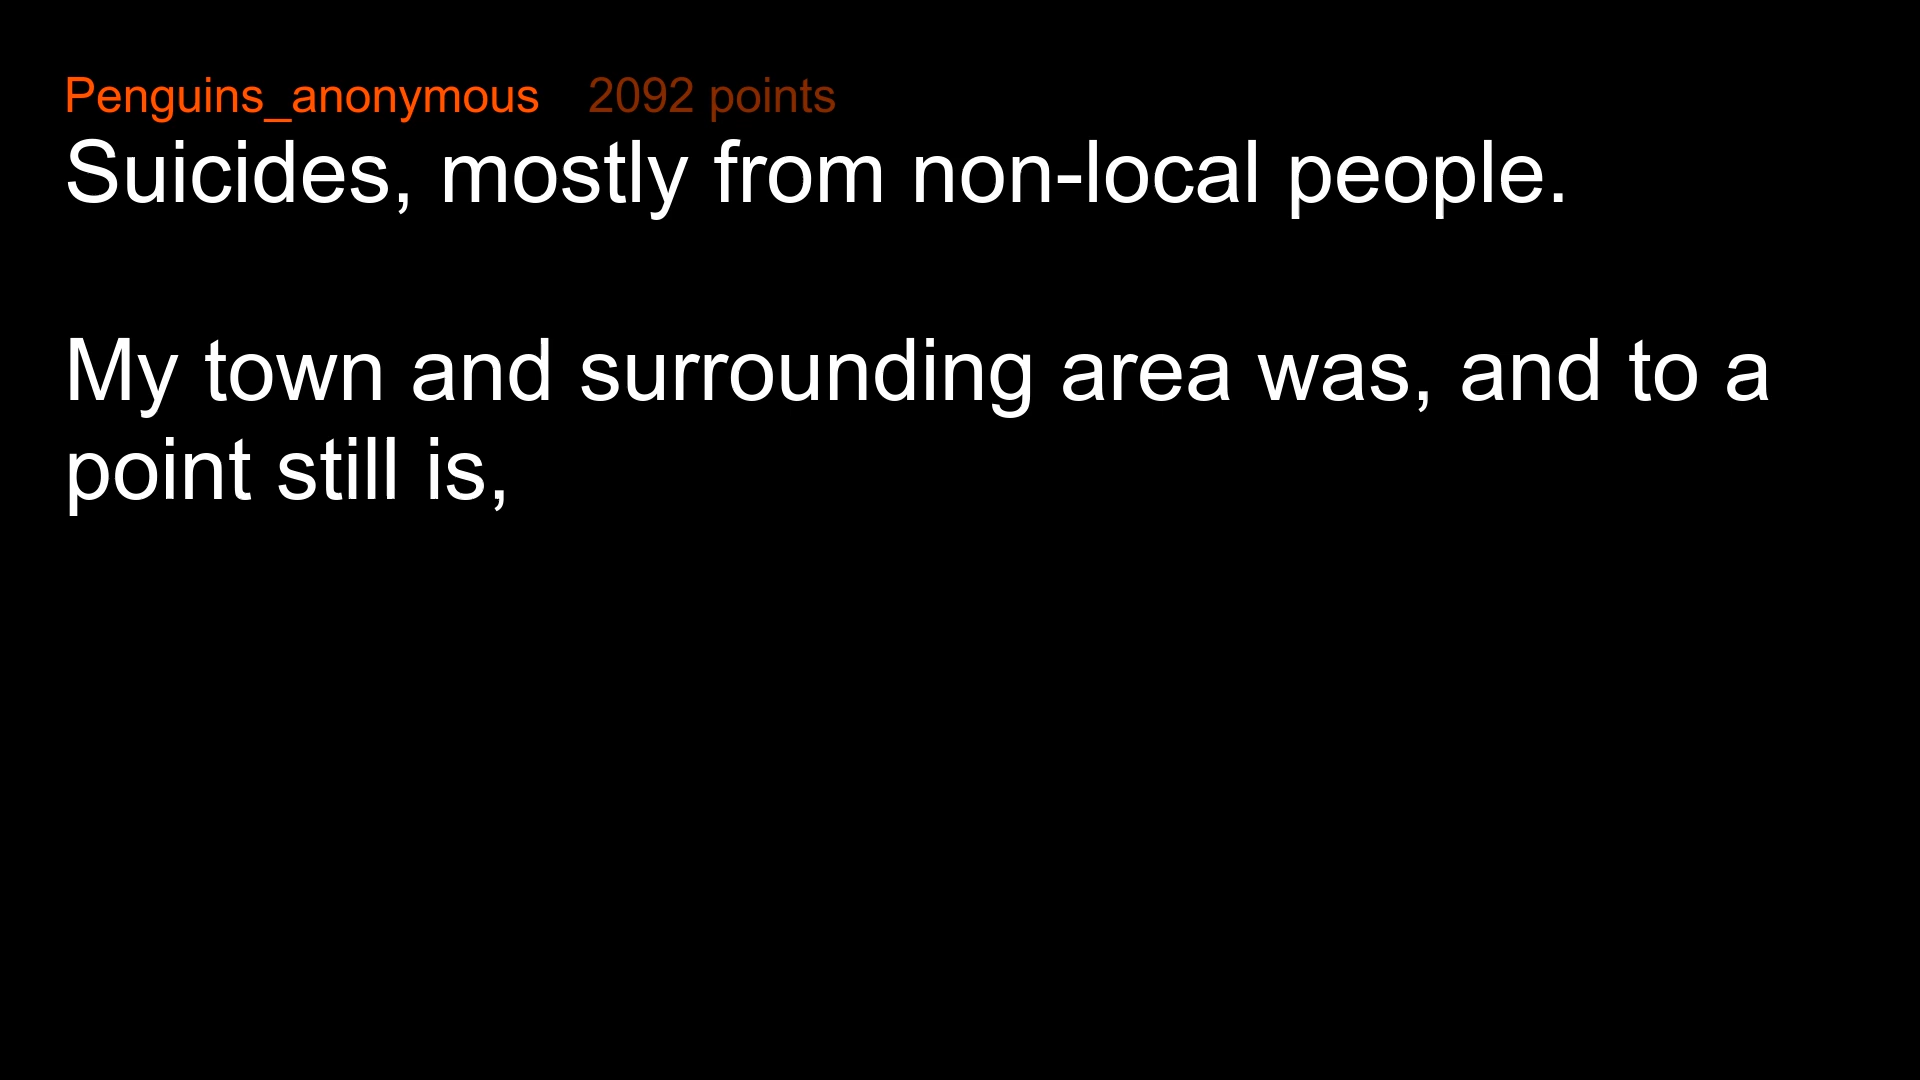 Penguins_anonymous 2092 points
Suicides, mostly from non-local people.
My town and surrounding area was, and to a
point still is,